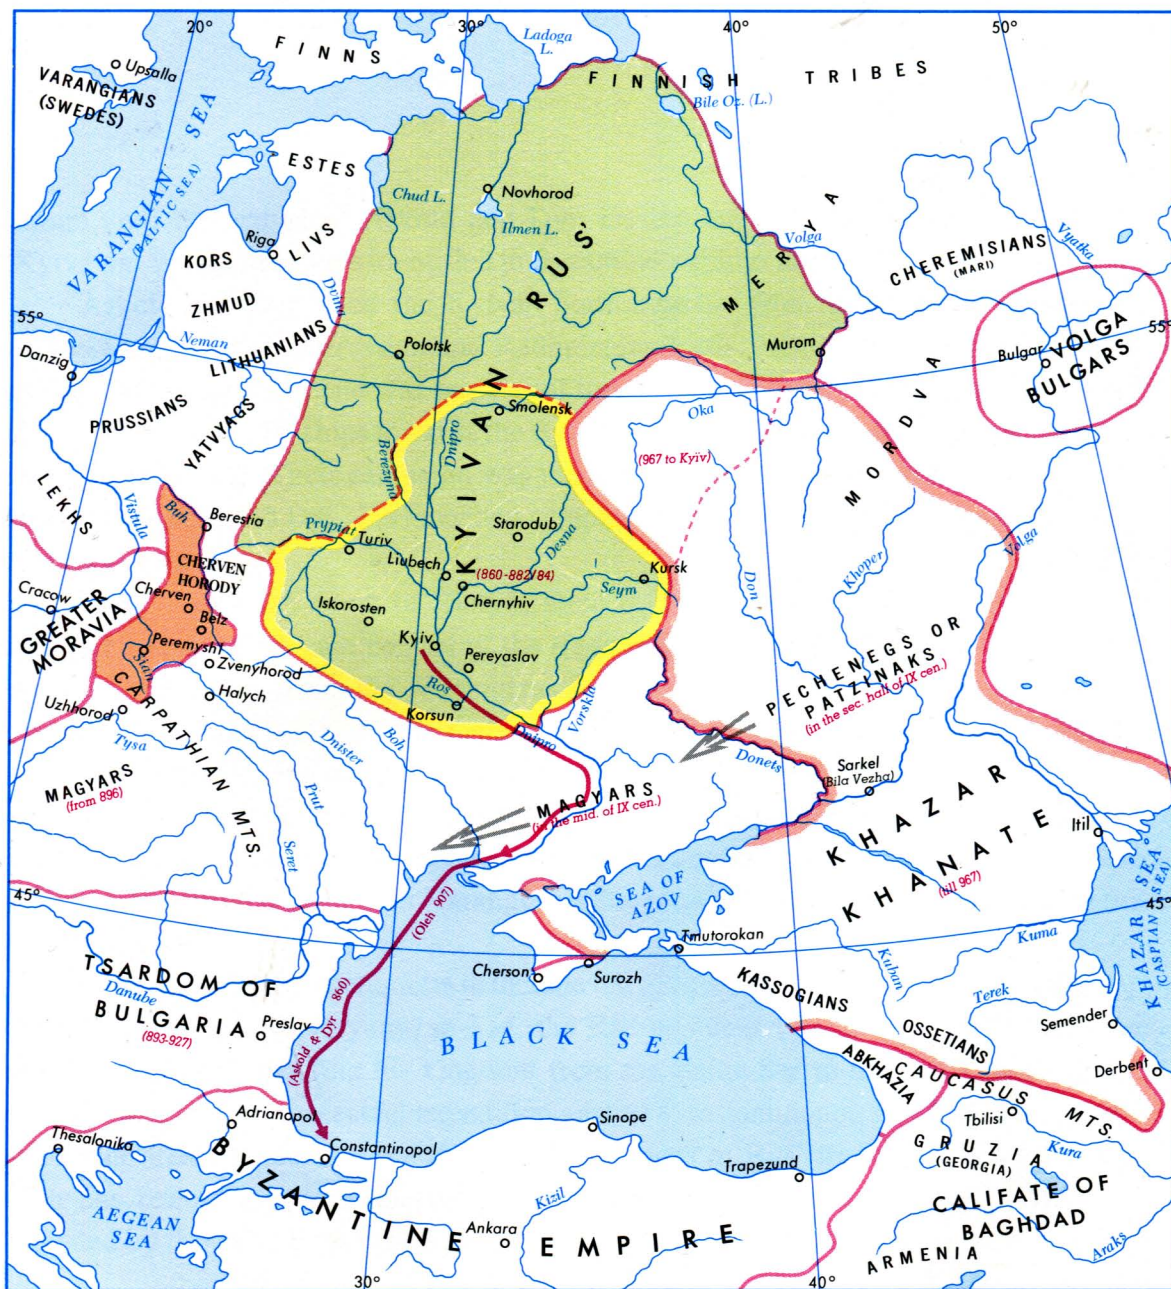 20°
30°
40°
50°
Ladoga
L.
FINNS
FINNISH TRIBES
Upsalla
VARANGIANS
(SWEDES)
Bile Oz. (L.)
VARANGIAN SEA
(BALTIC SEA)
ESTES
Chud L.
Novhorod
Ilmen L.
Riga
LIVS
KORS
ZHMUD
Dvina
KYIVAN RUS'
MERYA
Volga
CHEREMISIANS
(MARI)
Vyatka
55°
55°
Neman
LITHUANIANS
Danzig
Polotsk
Murom
Bulgar
VOLGA
BULGARS
PRUSSIANS
YATVYAGS
Smolensk
Oka
MORDVA
Dnipro
Berezyna
(967 to Kyïv)
LEKHS
Vistula
Buh
Berestia
Prypiat
Turiv
Starodub
Desna
Liubech
(860-882/84)
Chernyhiv
Seym
Kursk
Don
Khoper
Volga
CHERVEN
HORODY
Cherven
Belz
Cracow
GREATER
MORAVIA
Iskorosten
Peremyshl
Sian
Zvenyhorod
Kyiv
Pereyaslav
Halych
Uzhhorod
Ros
Korsun
Vorskla
Dnipro
PECHENEGS OR
PATZINAKS
(in the sec. half of IX cen.)
Tysa
CARPATHIAN MTS.
Dnister
Boh
Donets
Sarkel
(Bila Vezha)
MAGYARS
(from 896)
Prut
Seret
MAGYARS
(in the mid. of IX cen.)
KHAZAR
KHANATE
(till 967)
Itil
45°
45°
SEA OF
AZOV
KHAZAR SEA
(CASPIAN SEA)
(Oleh 907)
Tmutorokan
Kuma
Kuban
TSARDOM OF
BULGARIA
(893-927)
Danube
Preslav
Cherson
Surozh
KASSOGIANS
Terek
Semender
(Askold & Dyr 860)
BLACK SEA
OSSETIANS
ABKHAZIA
CAUCASUS MTS.
Derbent
Adrianopol
Thesalonika
Constantinopol
Sinope
Tbilisi
GRUZIA
(GEORGIA)
Kura
Trapezund
BYZANTINE EMPIRE
Kizil
CALIFATE OF
BAGHDAD
AEGEAN
SEA
Ankara
ARMENIA
Araks
30°
40°